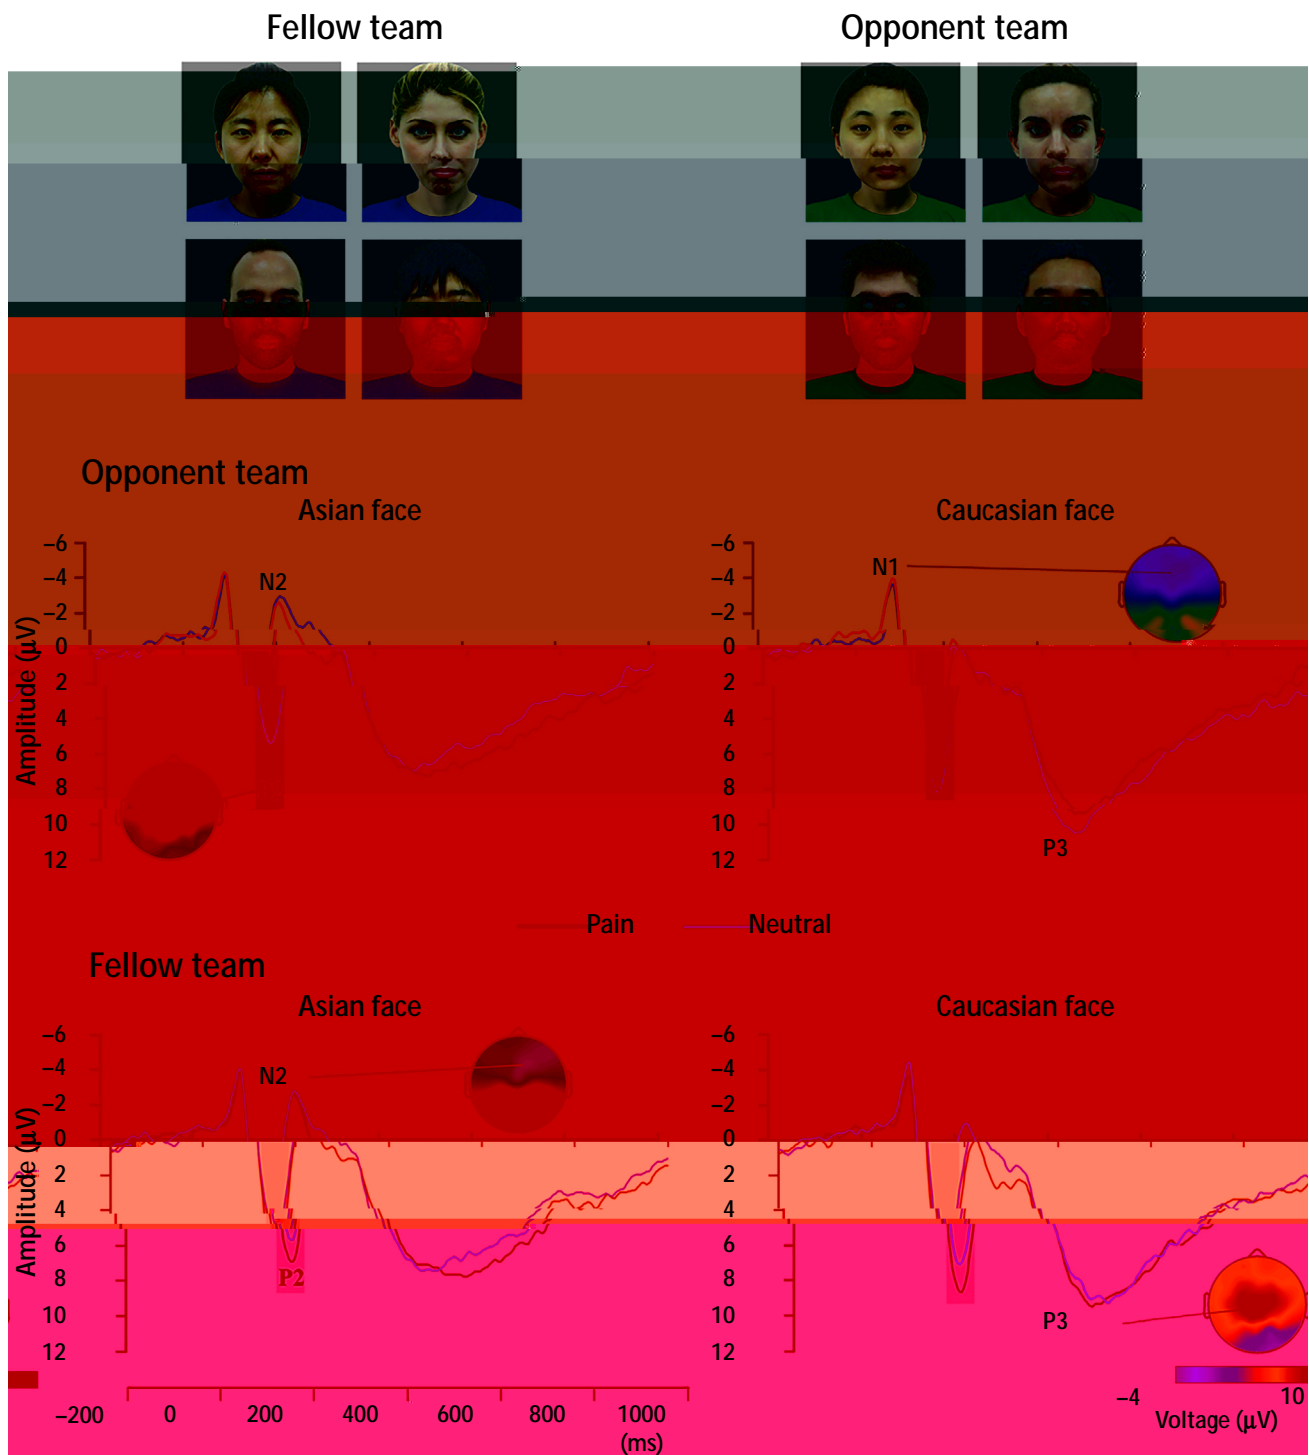 Fellow team
Opponent team
Opponent team
Asian face
Caucasian face
−6
−4
−2
0
2
4
6
8
10
12
Amplitude (µV)
N2
−6
−4
−2
0
2
4
6
8
10
12
N1
P3
Pain
Neutral
Fellow team
Asian face
Caucasian face
−6
−4
−2
0
2
4
6
8
10
12
Amplitude (µV)
N2
P2
−6
−4
−2
0
2
4
6
8
10
12
P3
−200 0 200 400 600 800 1000
(ms)
−4 10
Voltage (µV)